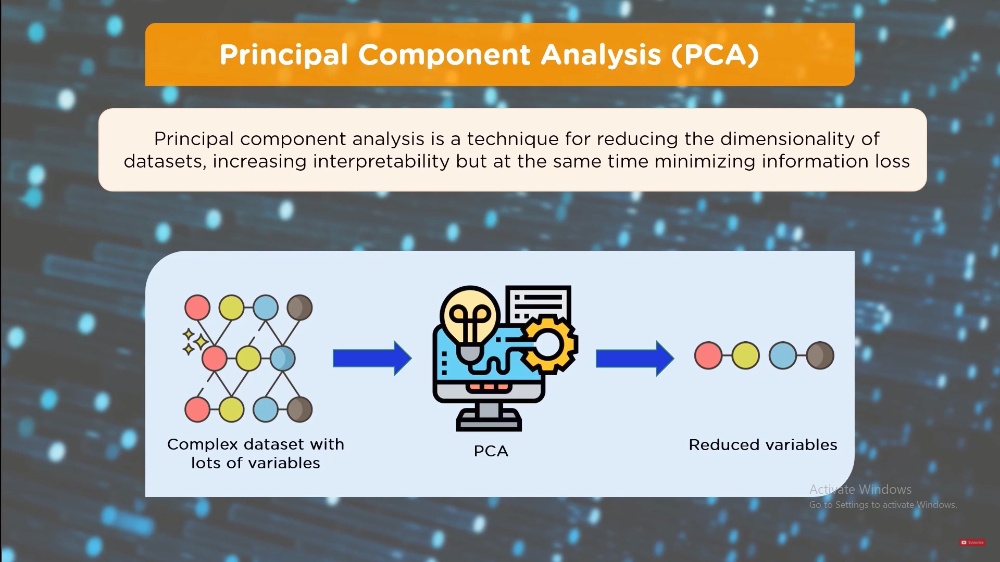 Principal Component Analysis (PCA)
Principal component analysis is a technique for reducing the dimensionality of
datasets, increasing interpretability but at the same time minimizing information loss
Complex dataset with
lots of variables
PCA
Reduced variables
Activate Windows
Go to Settings to activate Windows.
Subscribe